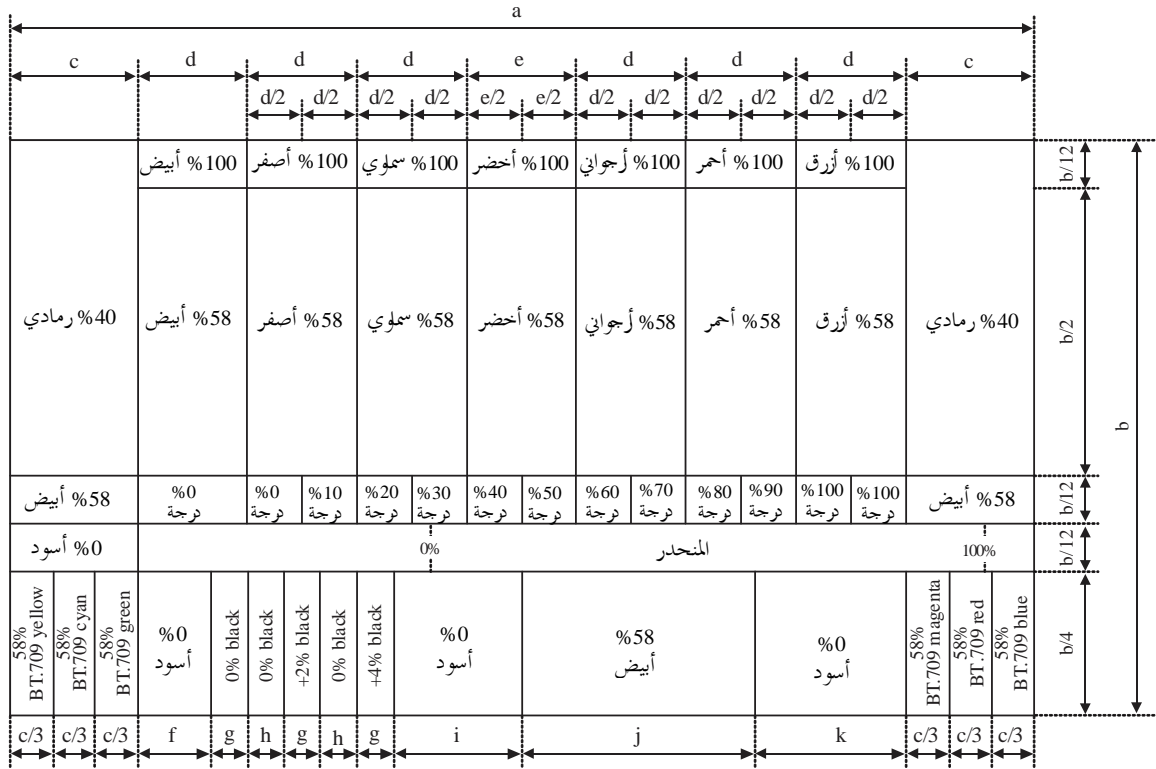 a
c d d d e d d d c
d/2 d/2 d/2 d/2 e/2 e/2 d/2 d/2 d/2 d/2 d/2 d/2
%100 أبيض %100 أصفر %100 سماوي %100 أخضر %100 أرجواني %100 أحمر %100 أزرق b/12
%40 رمادي %58 أبيض %58 أصفر %58 سماوي %58 أخضر %58 أرجواني %58 أحمر %58 أزرق %40 رمادي b/2
b
%58 أبيض %0 %0 %10 %20 %30 %40 %50 %60 %70 %80 %90 %100 %100 %58 أبيض b/12
درجة درجة درجة درجة درجة درجة درجة درجة درجة درجة درجة درجة درجة
%0 أسود 0% المنحدر 100% b/12
58%
BT.709 yellow
58%
BT.709 cyan
58%
BT.709 green
%0
أسود
0% black
0% black
+2% black
0% black
+4% black
%0
أسود
%58
أبيض
%0
أسود
58%
BT.709 magenta
58%
BT.709 red
58%
BT.709 blue
b/4
c/3 c/3 c/3 f g h g h g i j k c/3 c/3 c/3